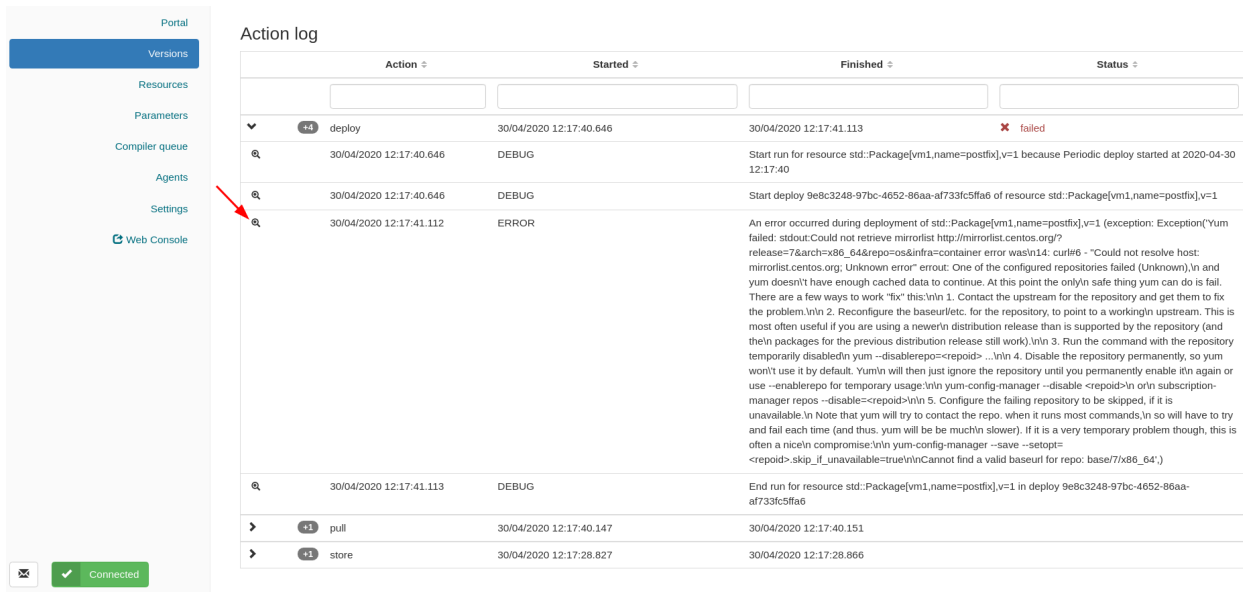 Portal
Versions
Resources
Parameters
Compiler queue
Agents
Settings
Web Console
Connected
Action log
Action Started Finished Status
+4 deploy 30/04/2020 12:17:40.646 30/04/2020 12:17:41.113 failed
30/04/2020 12:17:40.646 DEBUG Start run for resource std::Package[vm1,name=postfix],v=1 because Periodic deploy started at 2020-04-30
12:17:40
30/04/2020 12:17:40.646 DEBUG Start deploy 9e8c3248-97bc-4652-86aa-af733fc5ffa6 of resource std::Package[vm1,name=postfix],v=1
30/04/2020 12:17:41.112 ERROR An error occurred during deployment of std::Package[vm1,name=postfix],v=1 (exception: Exception('Yum
failed: stdout:Could not retrieve mirrorlist http://mirrorlist.centos.org/?
release=7&arch=x86_64&repo=os&infra=container error was\n14: curl#6 - "Could not resolve host:
mirrorlist.centos.org; Unknown error" errout: One of the configured repositories failed (Unknown),\n and
yum doesn\'t have enough cached data to continue. At this point the only\n safe thing yum can do is fail.
There are a few ways to work "fix" this:\n\n 1. Contact the upstream for the repository and get them to fix
the problem.\n\n 2. Reconfigure the baseurl/etc. for the repository, to point to a working\n upstream. This is
most often useful if you are using a newer\n distribution release than is supported by the repository (and
the\n packages for the previous distribution release still work).\n\n 3. Run the command with the repository
temporarily disabled\n yum --disablerepo=<repoid> ...\n\n 4. Disable the repository permanently, so yum
won\'t use it by default. Yum\n will then just ignore the repository until you permanently enable it\n again or
use --enablerepo for temporary usage:\n\n yum-config-manager --disable <repoid>\n or\n subscription-
manager repos --disable=<repoid>\n\n 5. Configure the failing repository to be skipped, if it is
unavailable.\n Note that yum will try to contact the repo. when it runs most commands,\n so will have to try
and fail each time (and thus. yum will be be much\n slower). If it is a very temporary problem though, this is
often a nice\n compromise:\n\n yum-config-manager --save --setopt=
<repoid>.skip_if_unavailable=true\n\nCannot find a valid baseurl for repo: base/7/x86_64',)
30/04/2020 12:17:41.113 DEBUG End run for resource std::Package[vm1,name=postfix],v=1 in deploy 9e8c3248-97bc-4652-86aa-
af733fc5ffa6
+1 pull 30/04/2020 12:17:40.147 30/04/2020 12:17:40.151
+1 store 30/04/2020 12:17:28.827 30/04/2020 12:17:28.866